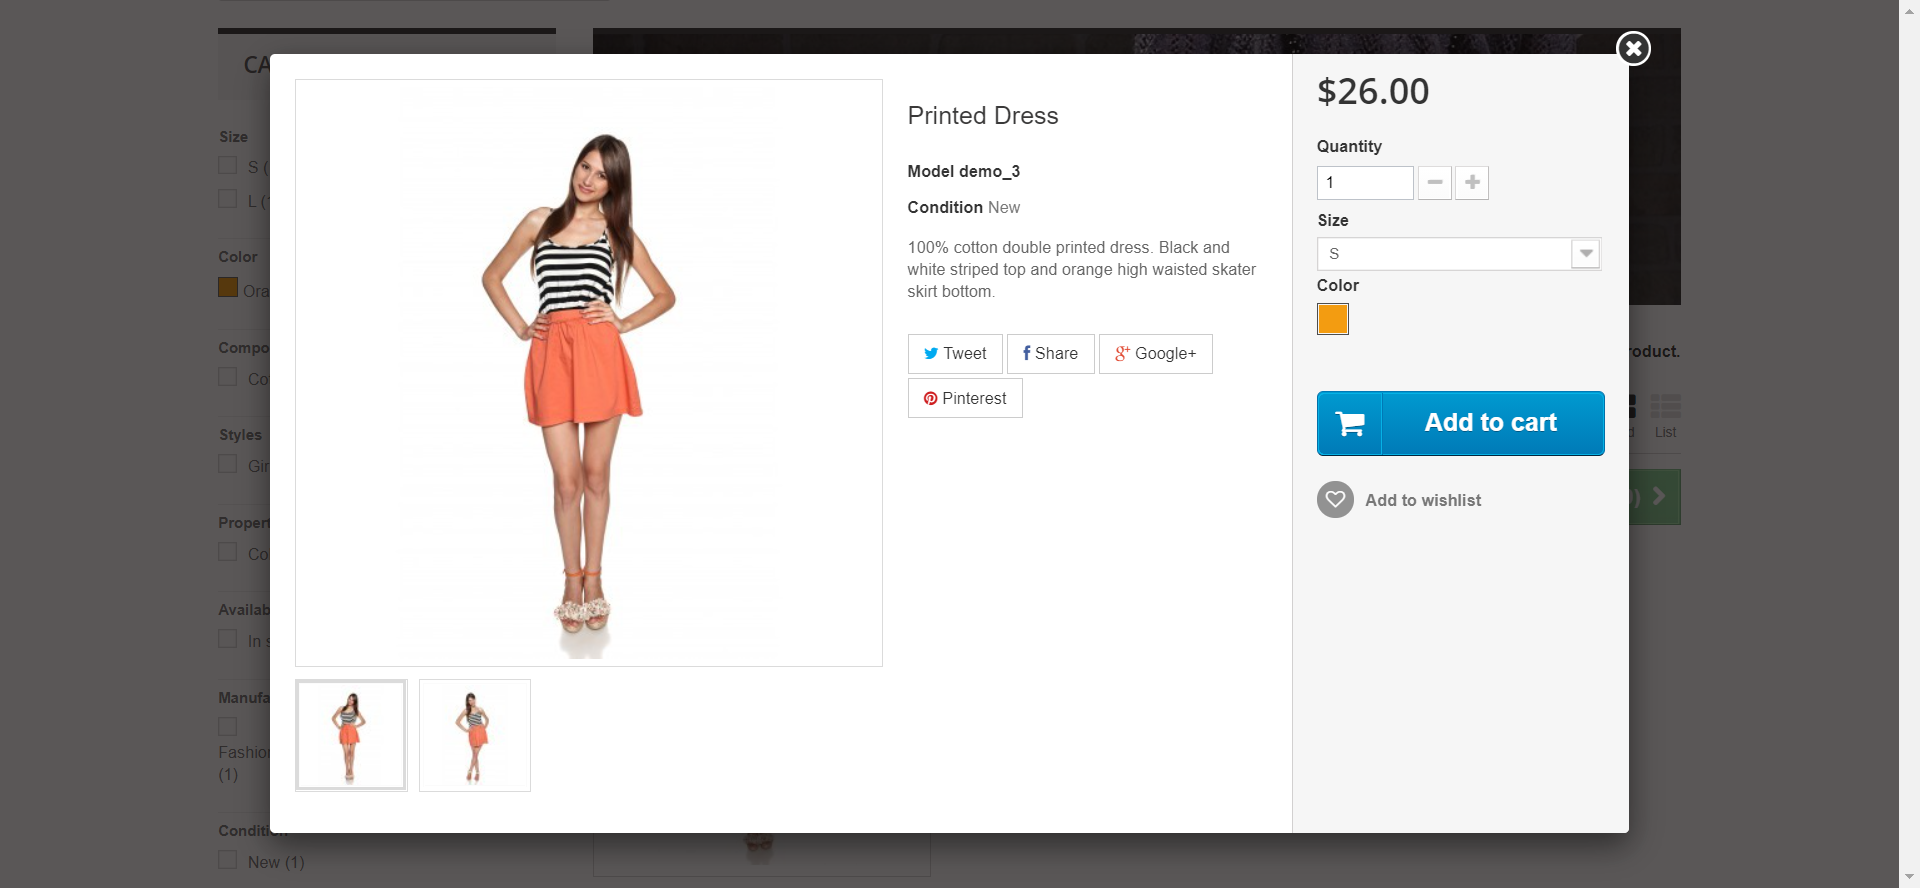 CA
Size
S (
L (
Color
Ora
Compo
Co
Styles
Gir
Propert
Co
Availab
In s
Manufa
Fashion
(1)
Conditi
New (1)
Printed Dress
Model demo_3
Condition New
100% cotton double printed dress. Black and
white striped top and orange high waisted skater
skirt bottom.
Tweet
Share
Google+
Pinterest
$26.00
Quantity
1
Size
S
Color
Add to cart
Add to wishlist
roduct.
d
List
)